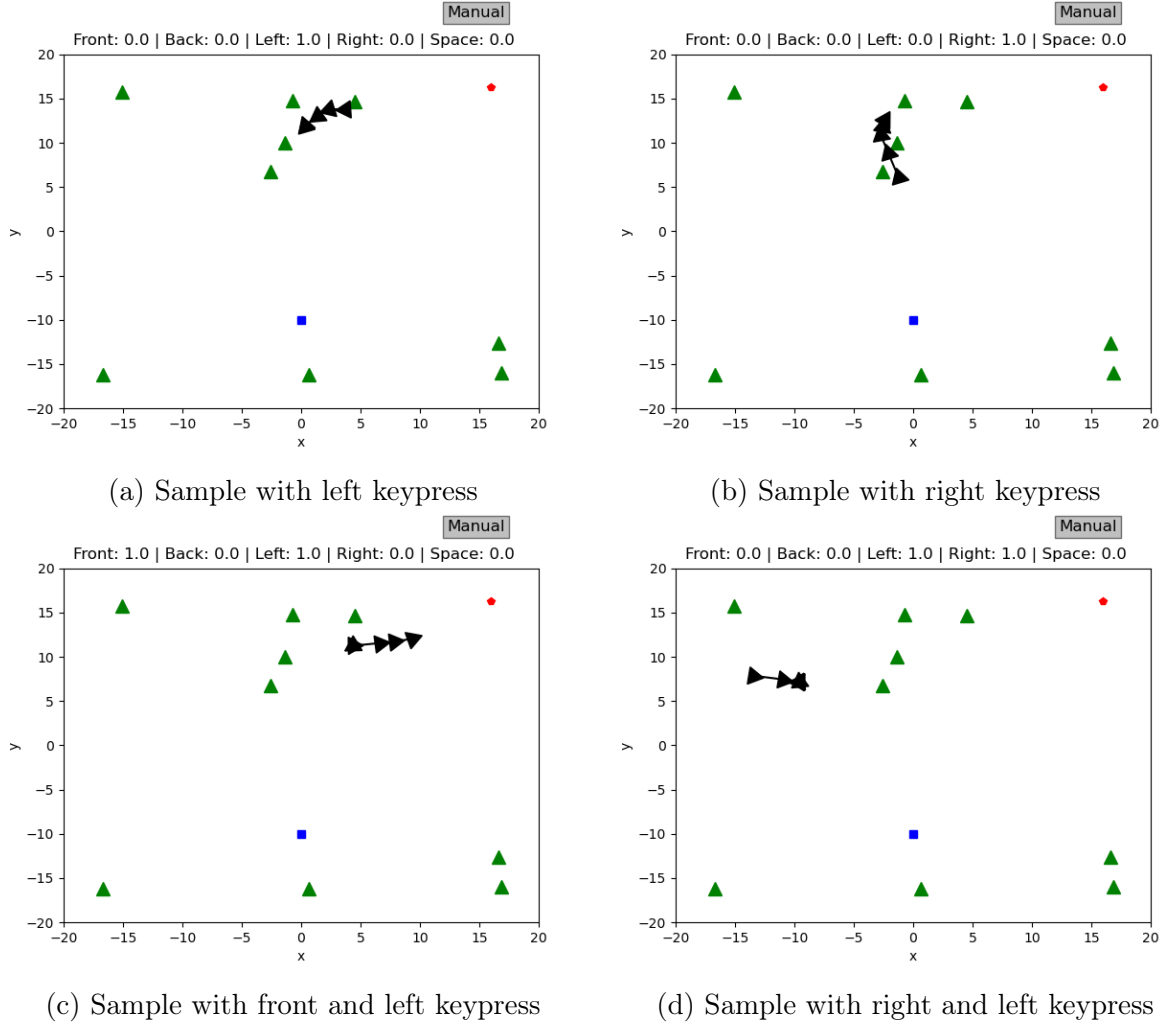 Manual
Front: 0.0 | Back: 0.0 | Left: 1.0 | Right: 0.0 | Space: 0.0
20
15
10
5
0
−5
−10
−15
−20
y
−20 −15 −10 −5 0 5 10 15 20
x
(a) Sample with left keypress
Manual
Front: 0.0 | Back: 0.0 | Left: 0.0 | Right: 1.0 | Space: 0.0
20
15
10
5
0
−5
−10
−15
−20
y
−20 −15 −10 −5 0 5 10 15 20
x
(b) Sample with right keypress
Manual
Front: 1.0 | Back: 0.0 | Left: 1.0 | Right: 0.0 | Space: 0.0
20
15
10
5
0
−5
−10
−15
−20
y
−20 −15 −10 −5 0 5 10 15 20
x
(c) Sample with front and left keypress
Manual
Front: 0.0 | Back: 0.0 | Left: 1.0 | Right: 1.0 | Space: 0.0
20
15
10
5
0
−5
−10
−15
−20
y
−20 −15 −10 −5 0 5 10 15 20
x
(d) Sample with right and left keypress